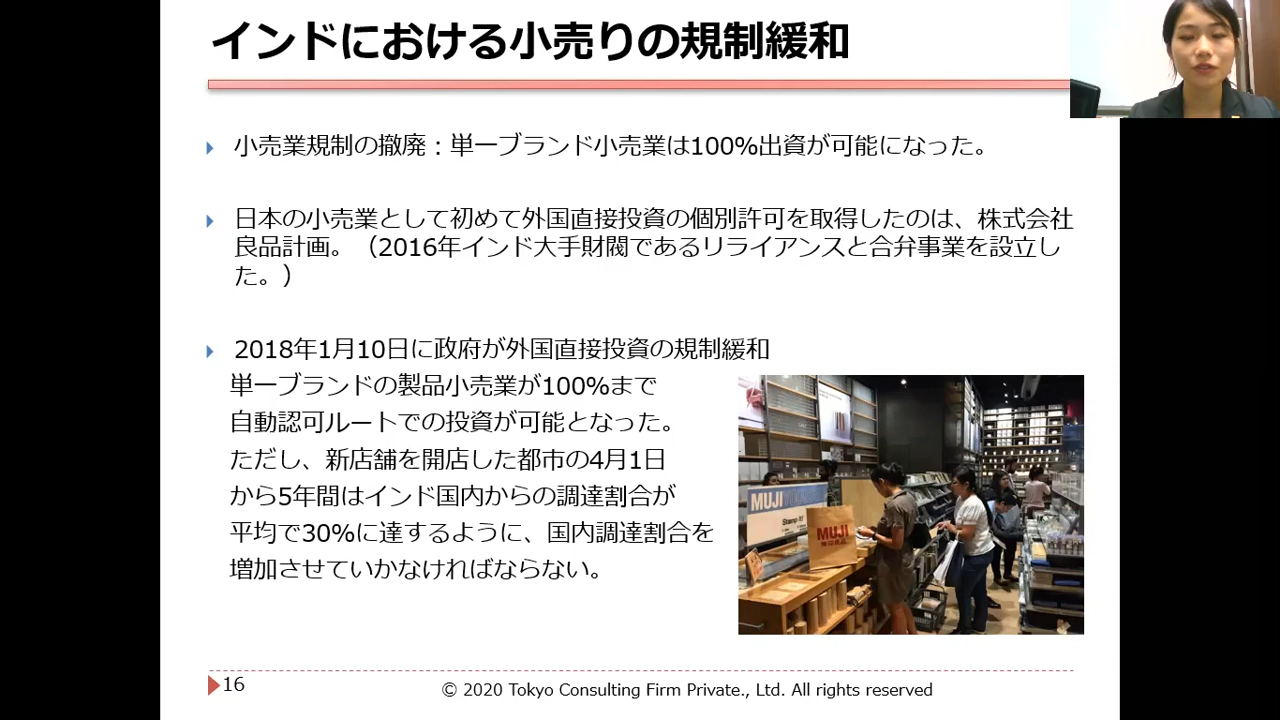 インドにおける小売りの規制緩和
小売業規制の撤廃：単一ブランド小売業は100%出資が可能になった。
日本の小売業として初めて外国直接投資の個別許可を取得したのは、株式会社
良品計画。（2016年インド大手財閥であるリライアンスと合弁事業を設立し
た。）
2018年1月10日に政府が外国直接投資の規制緩和
単一ブランドの製品小売業が100%まで
自動認可ルートでの投資が可能となった。
ただし、新店舗を開店した都市の4月1日
から5年間はインド国内からの調達割合が
平均で30%に達するように、国内調達割合を
増加させていかなければならない。
MUJI
Stamp it!
MUJI
無印良品
16
© 2020 Tokyo Consulting Firm Private., Ltd. All rights reserved